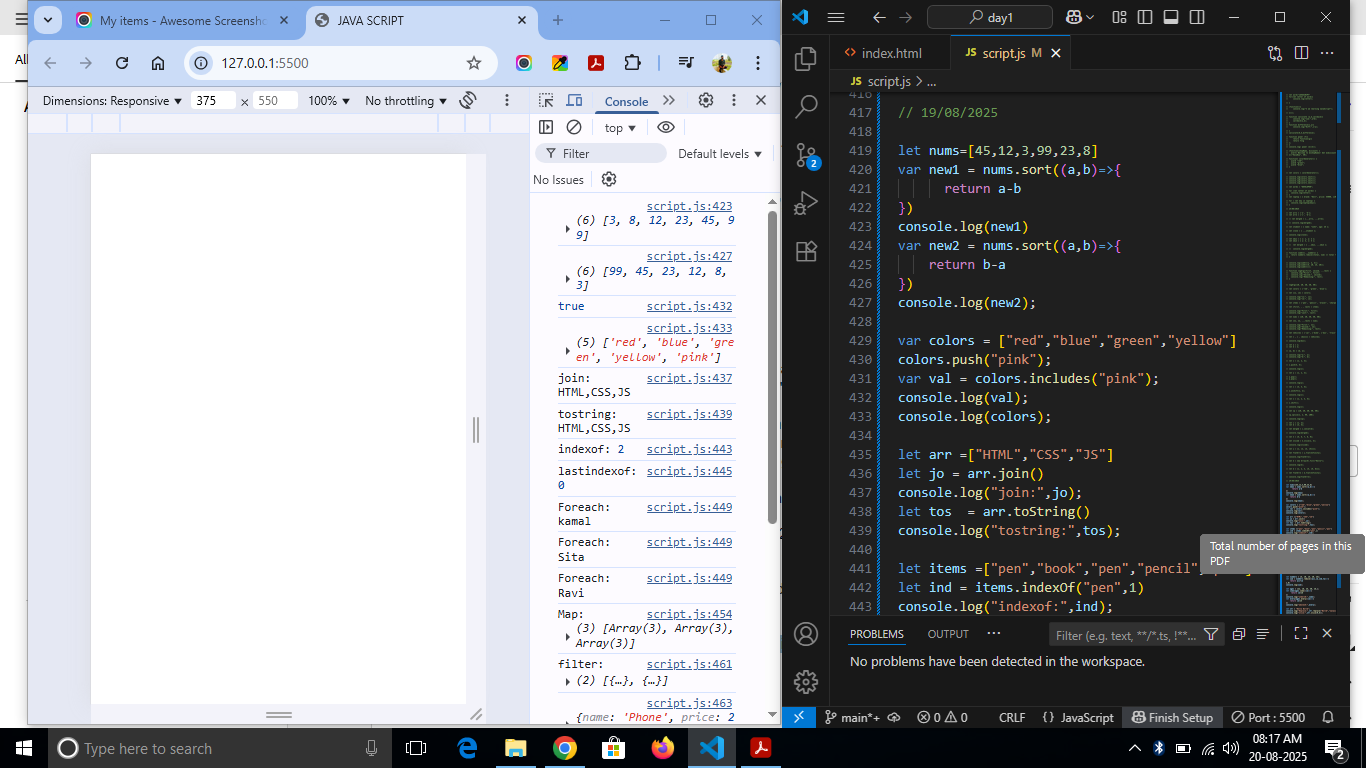 My items - Awesome Screensho
JAVA SCRIPT
127.0.0.1:5500
All
Dimensions: Responsive
375
×
550
100%
No throttling
Console
top
Filter
Default levels
No Issues
script.js:423
(6) [3, 8, 12, 23, 45, 9
9]
script.js:427
(6) [99, 45, 23, 12, 8,
3]
true
script.js:432
script.js:433
(5) ['red', 'blue', 'gre
en', 'yellow', 'pink']
join:
script.js:437
HTML,CSS,JS
tostring:
script.js:439
HTML,CSS,JS
indexof: 2
script.js:443
lastindexof:
script.js:445
0
Foreach:
script.js:449
kamal
Foreach:
script.js:449
Sita
Foreach:
script.js:449
Ravi
Map:
script.js:454
(3) [Array(3), Array(3),
Array(3)]
filter:
script.js:461
(2) [{…}, {…}]
script.js:463
{name: 'Phone', price: 2
day1
index.html
JS script.js M
JS script.js > ...
416
417 // 19/08/2025
418
419 let nums=[45,12,3,99,23,8]
420 var new1 = nums.sort((a,b)=>{
421 return a-b
422 })
423 console.log(new1)
424 var new2 = nums.sort((a,b)=>{
425 return b-a
426 })
427 console.log(new2);
428
429 var colors = ["red","blue","green","yellow"]
430 colors.push("pink");
431 var val = colors.includes("pink");
432 console.log(val);
433 console.log(colors);
434
435 let arr =["HTML","CSS","JS"]
436 let jo = arr.join()
437 console.log("join:",jo);
438 let tos  = arr.toString()
439 console.log("tostring:",tos);
440
441 let items =["pen","book","pen","pencil"
442 let ind = items.indexOf("pen",1)
443 console.log("indexof:",ind);
Total number of pages in this
PDF
2
PROBLEMS
OUTPUT
Filter (e.g. text, **/*.ts, !**...
No problems have been detected in the workspace.
main*+
0
0
CRLF
{ } JavaScript
Finish Setup
Port : 5500
Type here to search
08:17 AM
20-08-2025
2